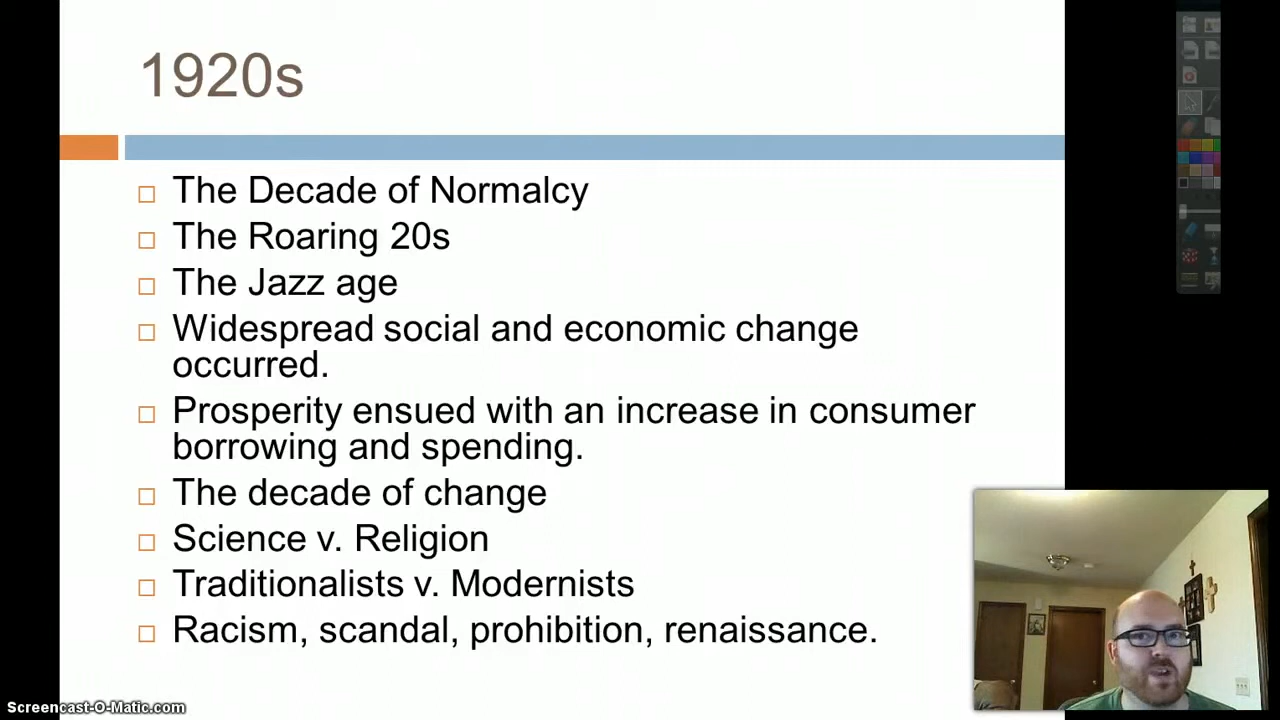 1920s
The Decade of Normalcy
The Roaring 20s
The Jazz age
Widespread social and economic change
occurred.
Prosperity ensued with an increase in consumer
borrowing and spending.
The decade of change
Science v. Religion
Traditionalists v. Modernists
Racism, scandal, prohibition, renaissance.
Screencast-O-Matic.com